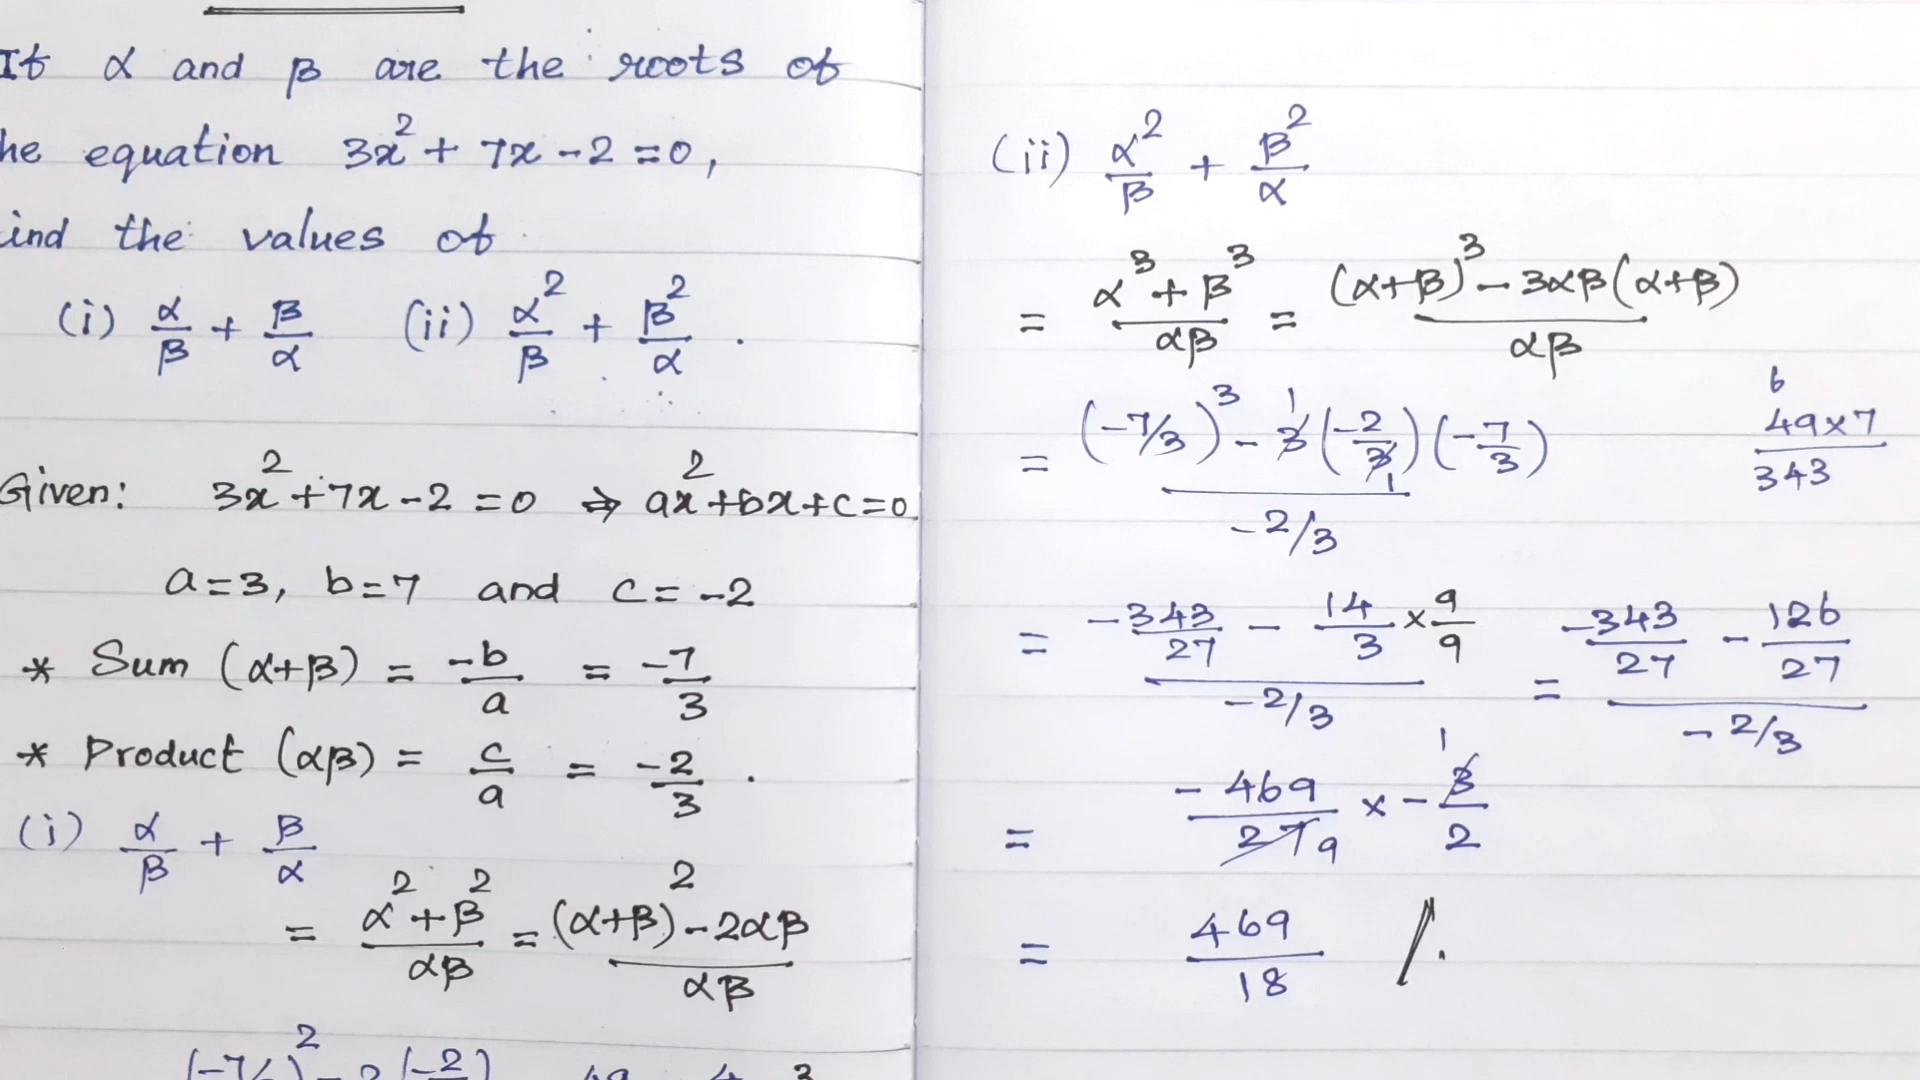 If α and β are the roots of
he equation 3x² + 7x - 2 = 0,
ind the values of
(i) α/β + β/α (ii) α²/β + β²/α .
Given: 3x² + 7x - 2 = 0 ⇒ ax² + bx + c = 0
a = 3, b = 7 and c = -2
* Sum (α+β) = -b/a = -7/3
* Product (αβ) = c/a = -2/3 .
(i) α/β + β/α
= α² + β²/αβ = (α+β)² - 2αβ/αβ
(ii) α²/β + β²/α
= α³ + β³/αβ = (α+β)³ - 3αβ(α+β)/αβ
= (-7/3)³ - 3 1 (-2/3 1) (-7/3) / -2/3
6
49×7
343
= -343/27 - 14/3 × 9/9 / -2/3 = -343/27 - 126/27 / -2/3
= -469/27 9 × - 3 1/2
= 469/18 //.